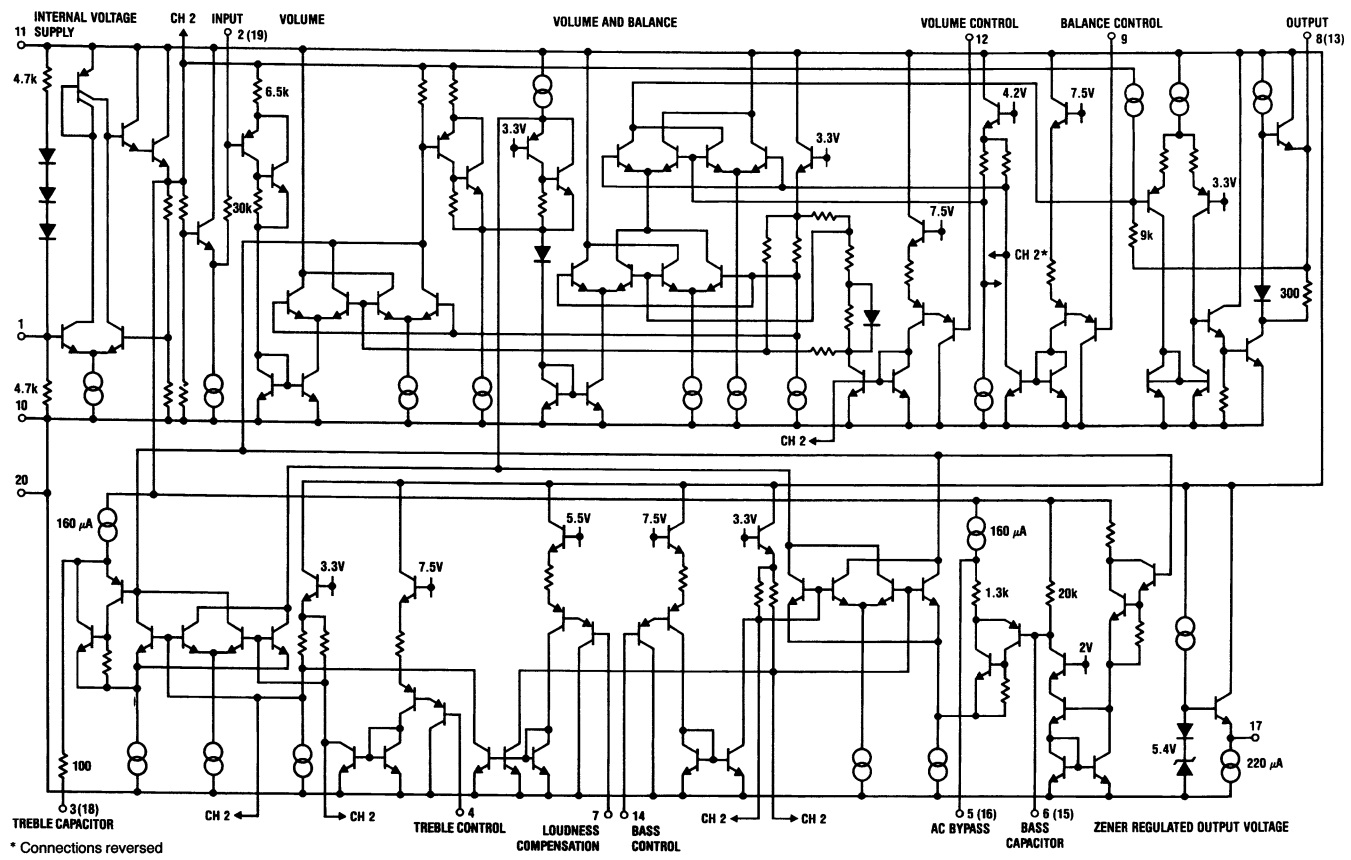 INTERNAL VOLTAGE
SUPPLY
CH 2
INPUT
VOLUME
VOLUME AND BALANCE
VOLUME CONTROL
BALANCE CONTROL
OUTPUT
11
2 (19)
12
9
8 (13)
4.7k
6.5k
3.3V
3.3V
4.2V
7.5V
30k
7.5V
3.3V
9k
CH 2*
300
1
4.7k
10
CH 2
20
160 μA
5.5V
7.5V
3.3V
160 μA
3.3V
7.5V
1.3k
20k
2V
17
5.4V
220 μA
100
3 (18)
TREBLE CAPACITOR
CH 2
CH 2
4
TREBLE CONTROL
7
LOUDNESS
COMPENSATION
14
BASS
CONTROL
CH 2
CH 2
5 (16)
AC BYPASS
6 (15)
BASS
CAPACITOR
ZENER REGULATED OUTPUT VOLTAGE
* Connections reversed